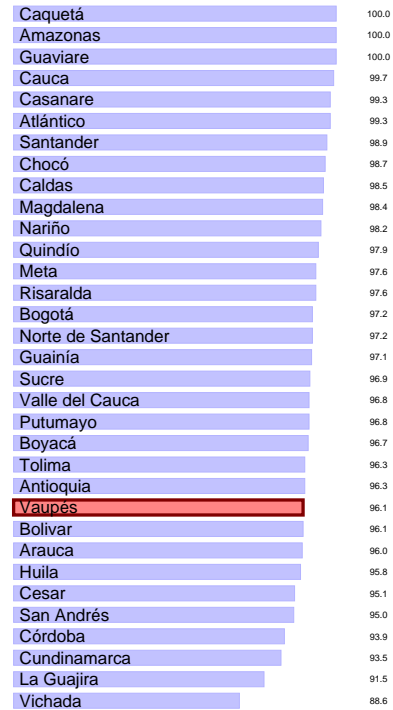 Caquetá 100.0
Amazonas 100.0
Guaviare 100.0
Cauca 99.7
Casanare 99.3
Atlántico 99.3
Santander 98.9
Chocó 98.7
Caldas 98.5
Magdalena 98.4
Nariño 98.2
Quindío 97.9
Meta 97.6
Risaralda 97.6
Bogotá 97.2
Norte de Santander 97.2
Guainía 97.1
Sucre 96.9
Valle del Cauca 96.8
Putumayo 96.8
Boyacá 96.7
Tolima 96.3
Antioquia 96.3
Vaupés 96.1
Bolivar 96.1
Arauca 96.0
Huila 95.8
Cesar 95.1
San Andrés 95.0
Córdoba 93.9
Cundinamarca 93.5
La Guajira 91.5
Vichada 88.6